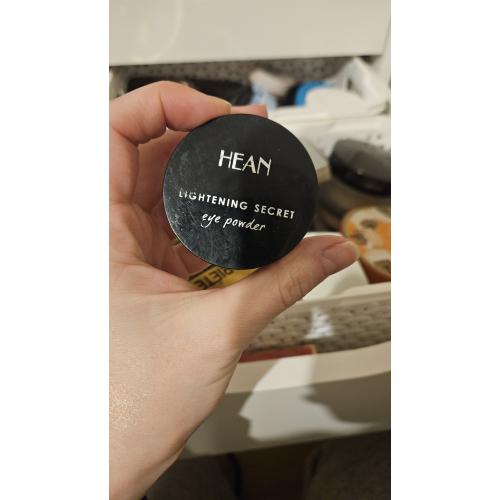 HEAN
LIGHTENING SECRET
eye powder